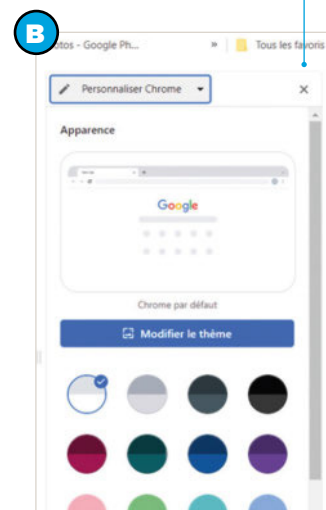 B
otos - Google Ph... » Tous les favoris
Personnaliser Chrome
Apparence
Google
Chrome par défaut
Modifier le thème